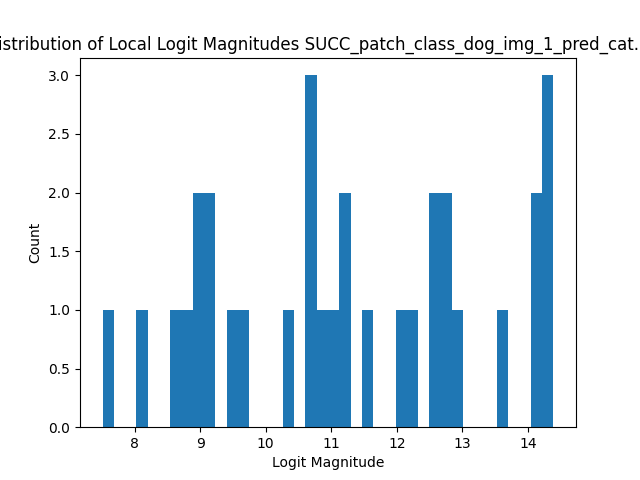 istribution of Local Logit Magnitudes SUCC_patch_class_dog_img_1_pred_cat.
3.0
2.5
2.0
1.5
1.0
0.5
0.0
Count
8 9 10 11 12 13 14
Logit Magnitude